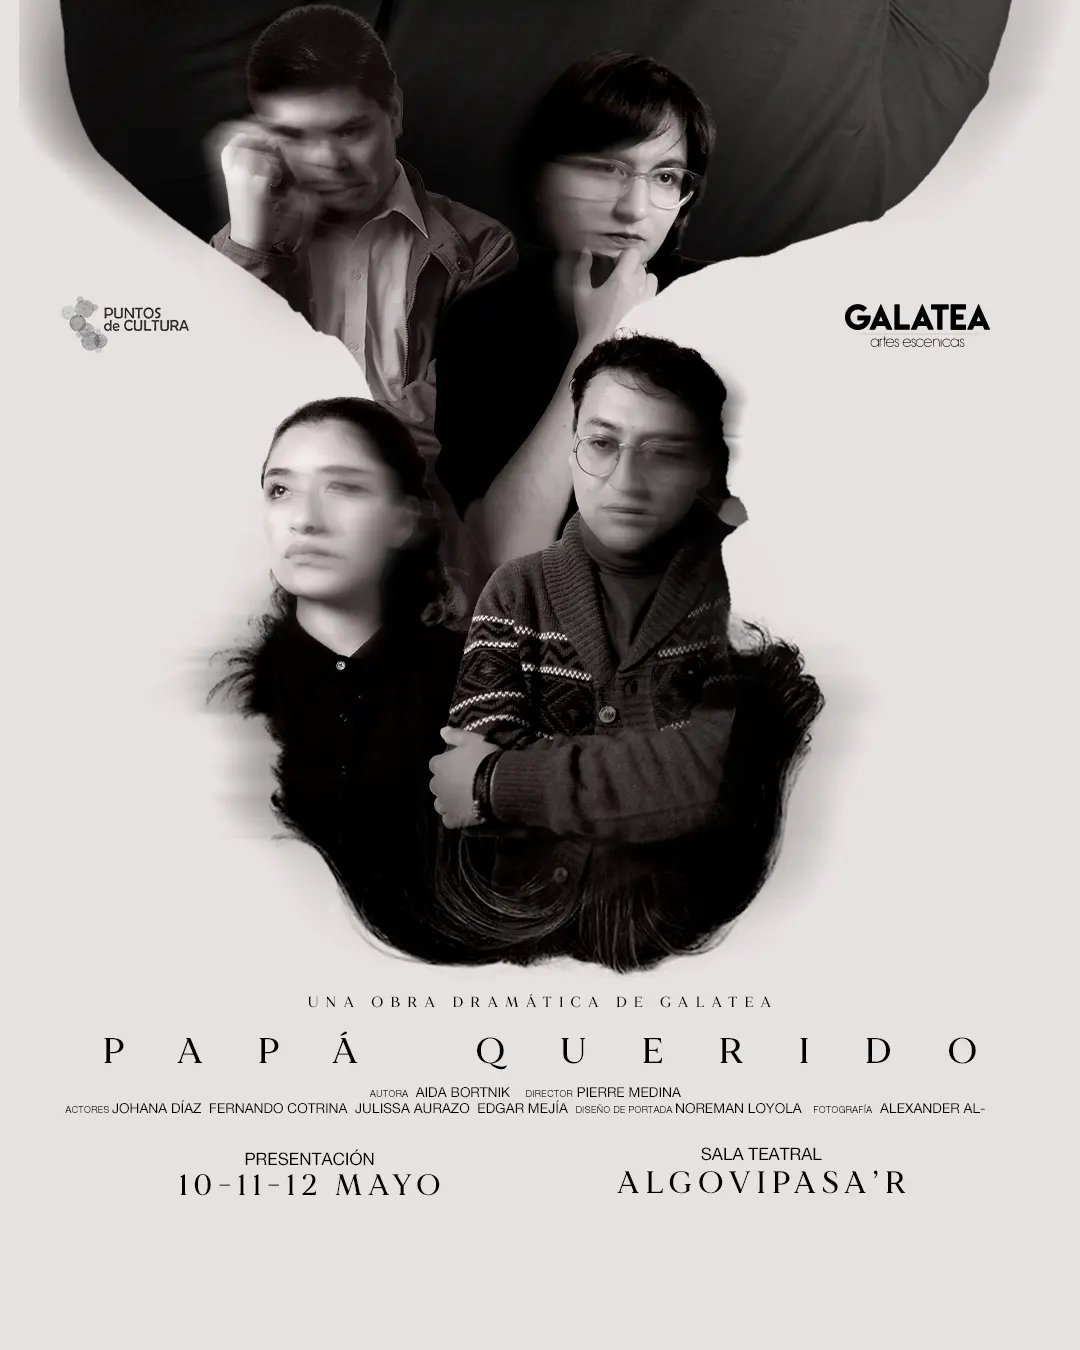 PUNTOS
de CULTURA
GALATEA
artes escenicas
UNA OBRA DRAMÁTICA DE GALATEA
PAPÁ QUERIDO
AUTORA AIDA BORTNIK DIRECTOR PIERRE MEDINA
ACTORES JOHANA DÍAZ FERNANDO COTRINA JULISSA AURAZO EDGAR MEJÍA DISEÑO DE PORTADA NOREMAN LOYOLA FOTOGRAFÍA ALEXANDER AL-
PRESENTACIÓN
10-11-12 MAYO
SALA TEATRAL
ALGOVIPASA'R